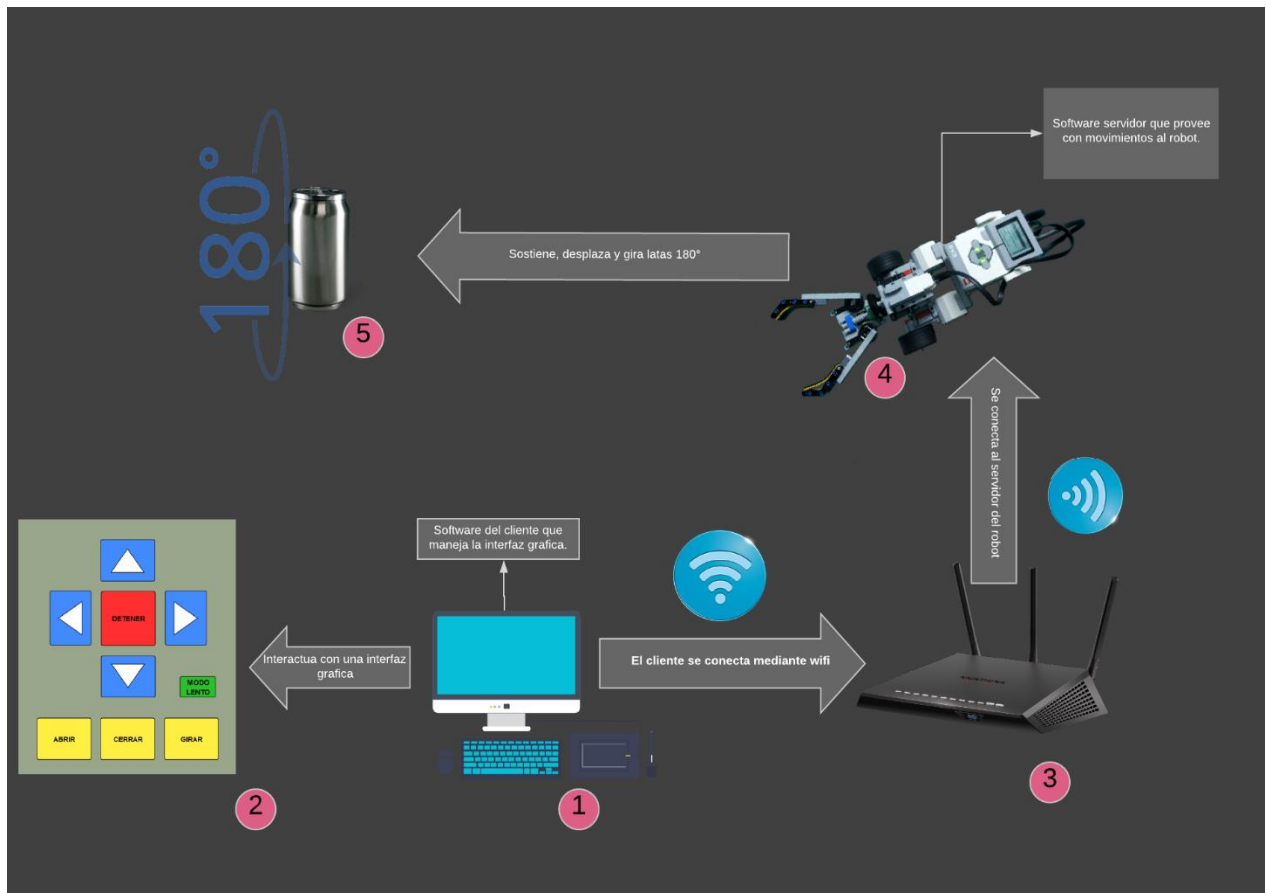 Software servidor que provee
con movimientos al robot.
180°
Sostiene, desplaza y gira latas 180°
5
4
Se conecta al servidor del robot
Software del cliente que
maneja la interfaz grafica.
DETENER
Interactua con una interfaz
grafica
El cliente se conecta mediante wifi
MODO
LENTO
ABRIR
CERRAR
GIRAR
2
1
3